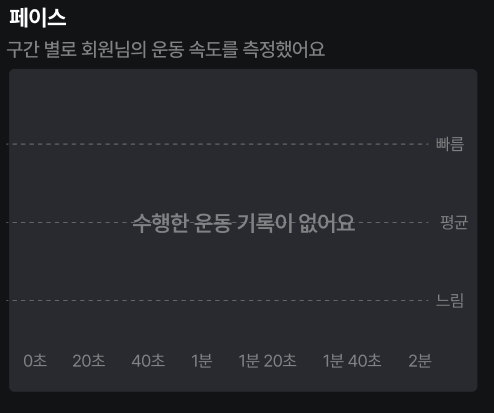 페이스
구간 별로 회원님의 운동 속도를 측정했어요
빠름
수행한 운동 기록이 없어요
평균
느림
0초 20초 40초 1분 1분 20초 1분 40초 2분